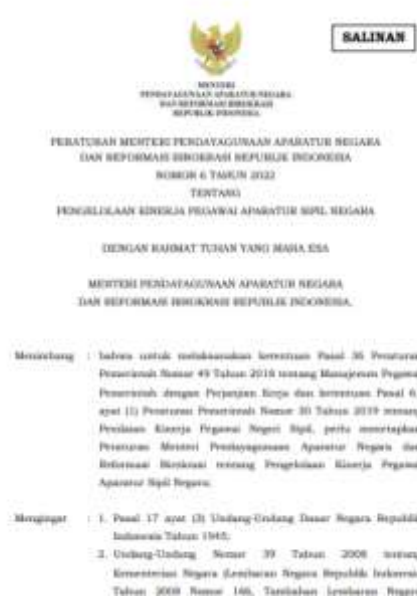 SALINAN
MENTERI
PENDAYAGUNAAN APARATUR NEGARA
DAN REFORMASI BIROKRASI
REPUBLIK INDONESIA
PERATURAN MENTERI PENDAYAGUNAAN APARATUR NEGARA
DAN REFORMASI BIROKRASI REPUBLIK INDONESIA
NOMOR 6 TAHUN 2022
TENTANG
PENGELOLAAN KINERJA PEGAWAI APARATUR SIPIL NEGARA
DENGAN RAHMAT TUHAN YANG MAHA ESA
MENTERI PENDAYAGUNAAN APARATUR NEGARA
DAN REFORMASI BIROKRASI REPUBLIK INDONESIA,
Menimbang : bahwa untuk melaksanakan ketentuan Pasal 36 Peraturan
Pemerintah Nomor 49 Tahun 2018 tentang Manajemen Pegawa
Pemerintah dengan Perjanjian Kerja dan ketentuan Pasal 6
ayat (1) Peraturan Pemerintah Nomor 30 Tahun 2019 tentang
Penilaian Kinerja Pegawai Negeri Sipil, perlu menetapkan
Peraturan Menteri Pendayagunaan Aparatur Negara dan
Reformasi Birokrasi tentang Pengelolaan Kinerja Pegawa
Aparatur Sipil Negara;
Mengingat : 1. Pasal 17 ayat (3) Undang-Undang Dasar Negara Republi
Indonesia Tahun 1945;
2. Undang-Undang Nomor 39 Tahun 2008 tentang
Kementerian Negara (Lembaran Negara Republik Indonesi
Tahun 2008 Nomor 166, Tambahan Lembaran Negara